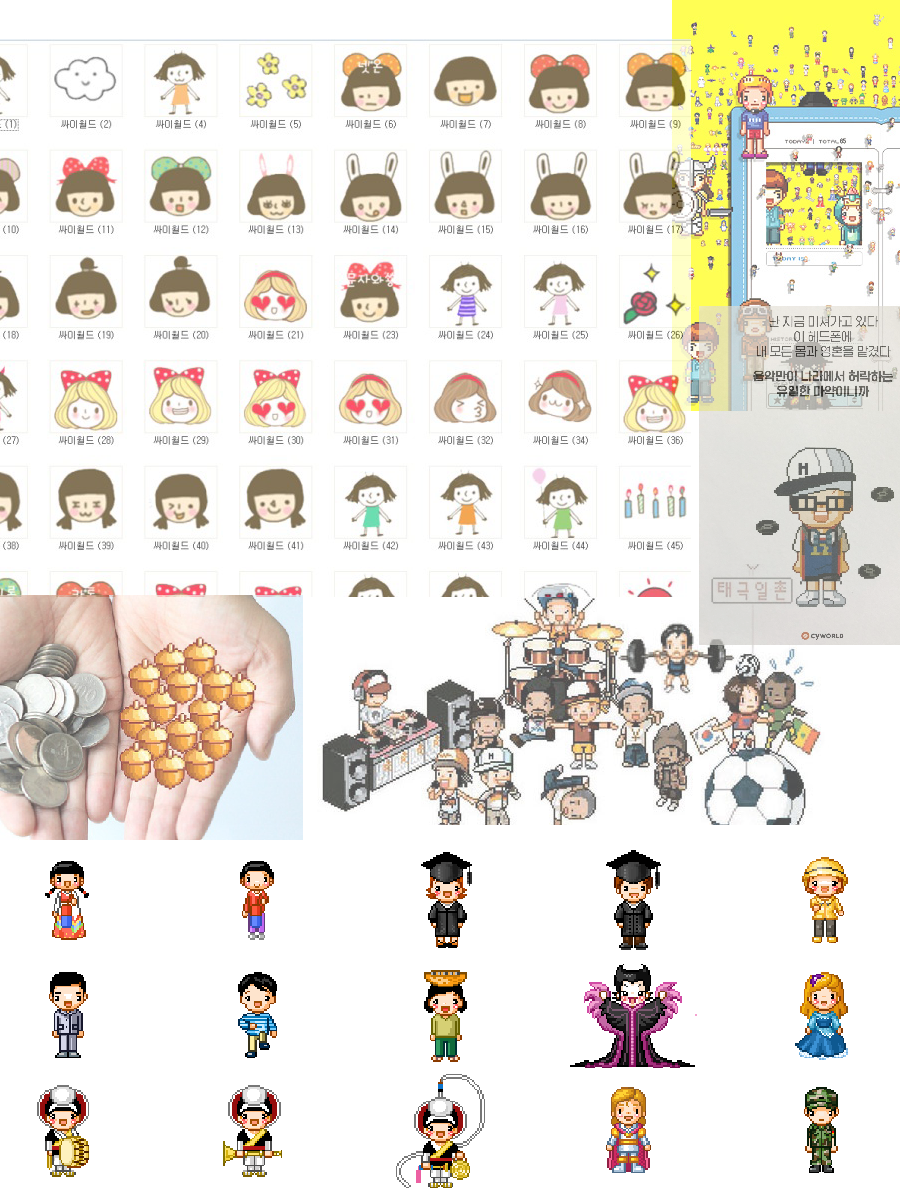 (1)
싸이월드 (2)
싸이월드 (4)
싸이월드 (5)
넷온
싸이월드 (6)
싸이월드 (7)
싸이월드 (8)
싸이월드 (9)
(10)
싸이월드 (11)
싸이월드 (12)
싸이월드 (13)
싸이월드 (14)
싸이월드 (15)
싸이월드 (16)
싸이월드 (17)
(18)
싸이월드 (19)
싸이월드 (20)
싸이월드 (21)
문자와쩡
싸이월드 (23)
싸이월드 (24)
싸이월드 (25)
싸이월드 (26)
(27)
싸이월드 (28)
싸이월드 (29)
싸이월드 (30)
싸이월드 (31)
싸이월드 (32)
싸이월드 (34)
싸이월드 (36)
(38)
싸이월드 (39)
싸이월드 (40)
싸이월드 (41)
싸이월드 (42)
싸이월드 (43)
싸이월드 (44)
싸이월드 (45)
TODAY | TOTAL
TODAY IS
난 지금 미쳐가고 있다
이 헤드폰에
내 모든 몸과 영혼을 맡겼다
음악만이 나라에서 허락하는
유일한 마약이니까
H
태국일촌
CYWORLD